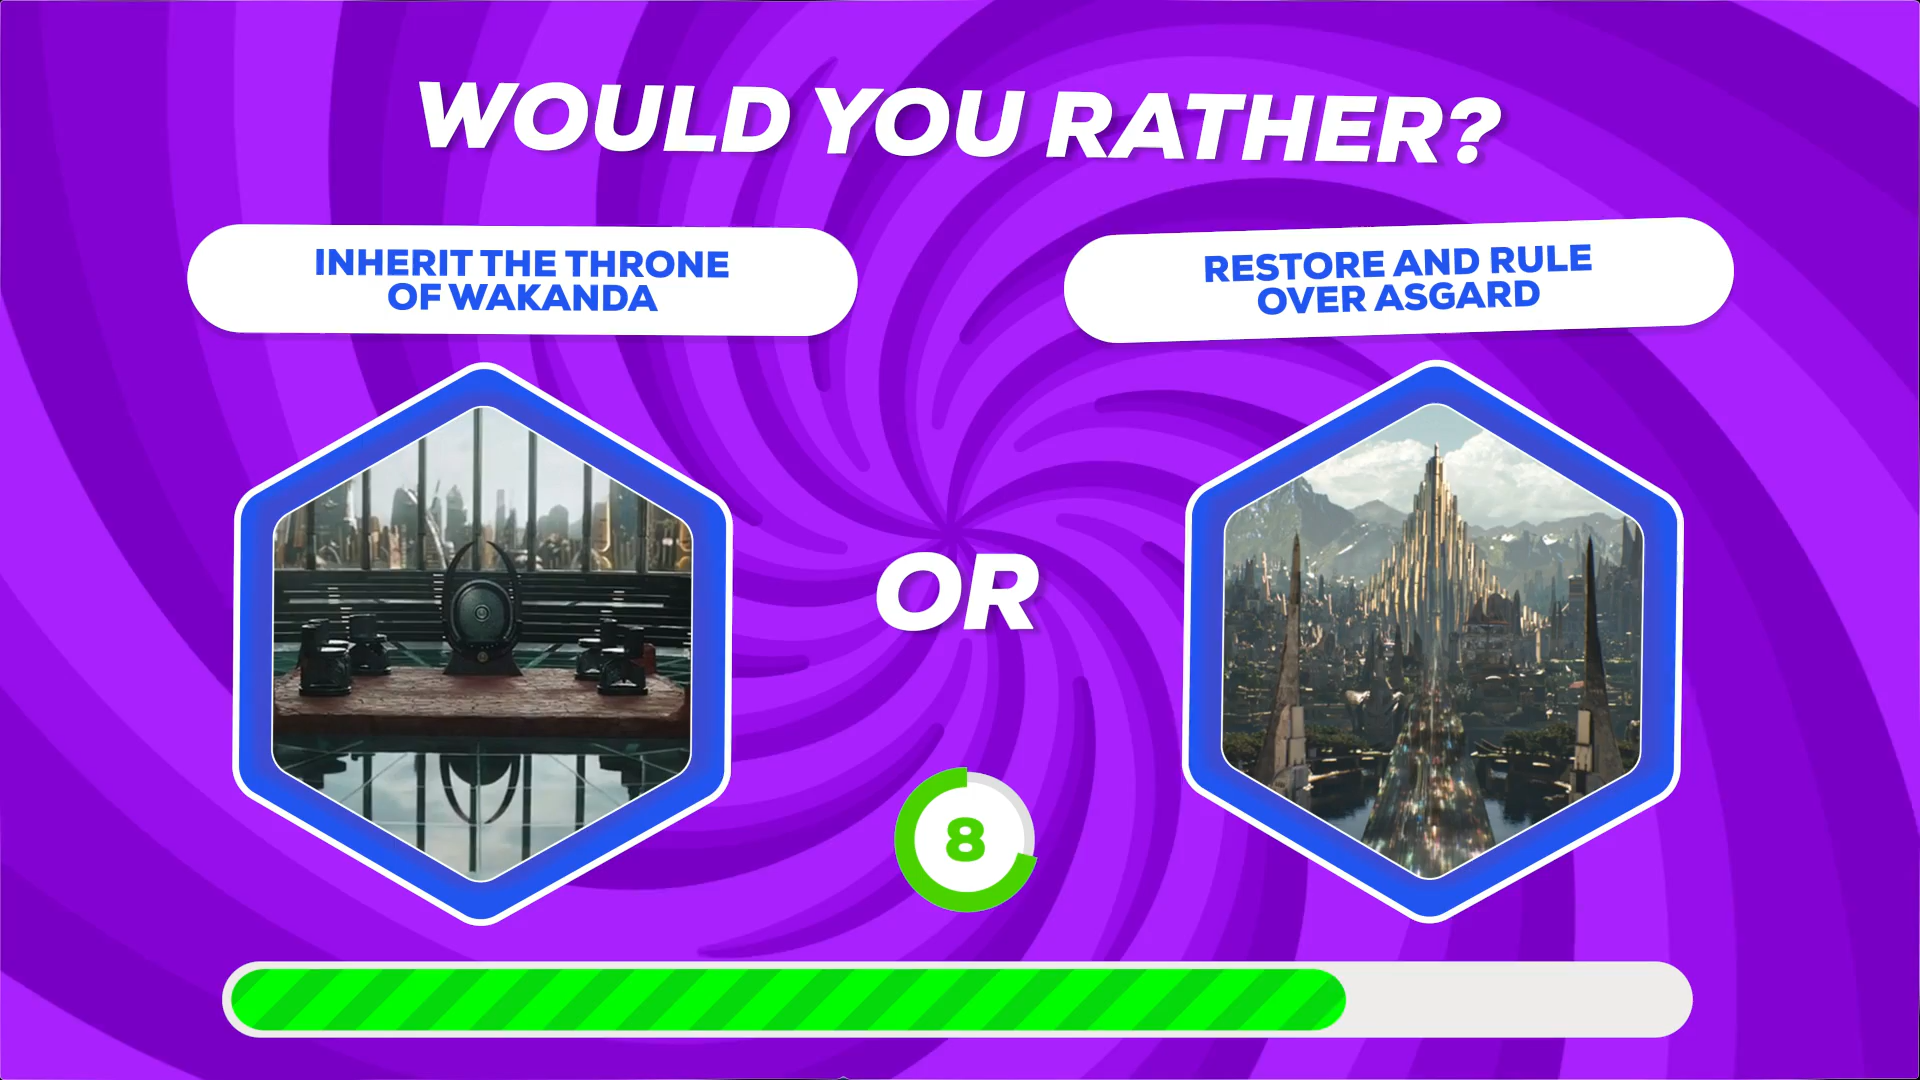 WOULD YOU RATHER?
INHERIT THE THRONE
OF WAKANDA
RESTORE AND RULE
OVER ASGARD
OR
8